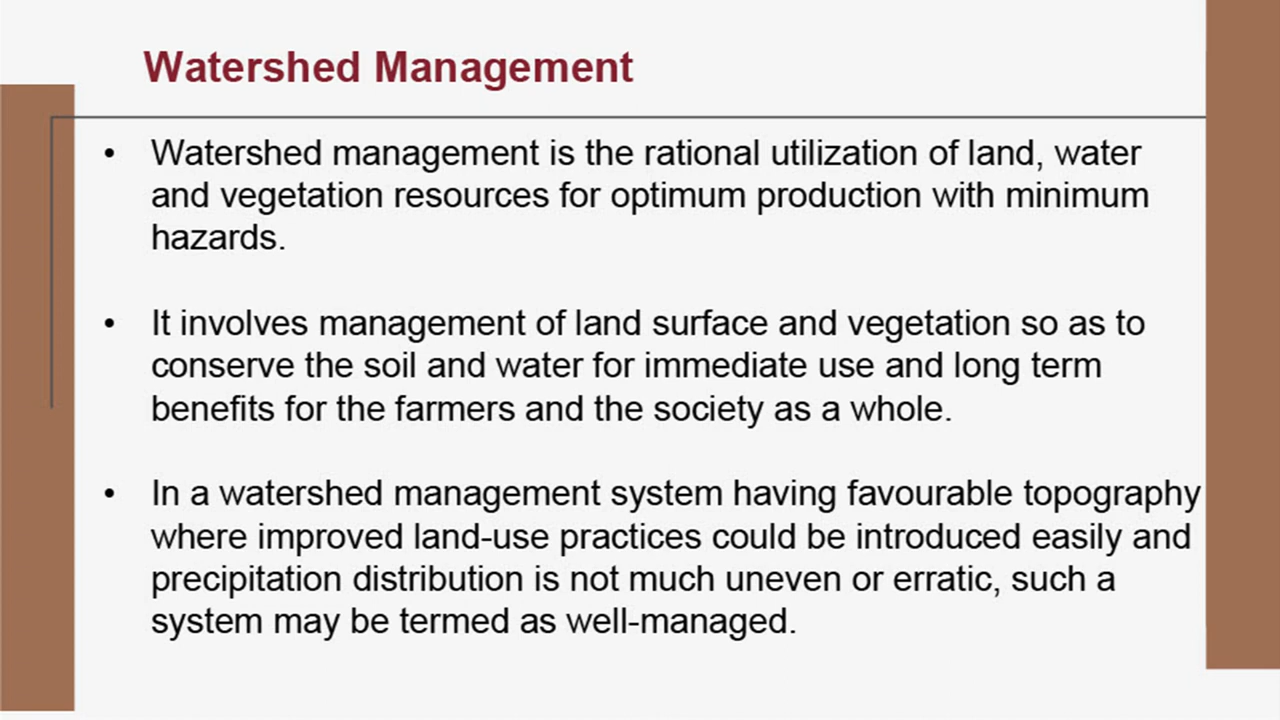 Watershed Management
• Watershed management is the rational utilization of land, water
and vegetation resources for optimum production with minimum
hazards.
• It involves management of land surface and vegetation so as to
conserve the soil and water for immediate use and long term
benefits for the farmers and the society as a whole.
• In a watershed management system having favourable topography
where improved land-use practices could be introduced easily and
precipitation distribution is not much uneven or erratic, such a
system may be termed as well-managed.